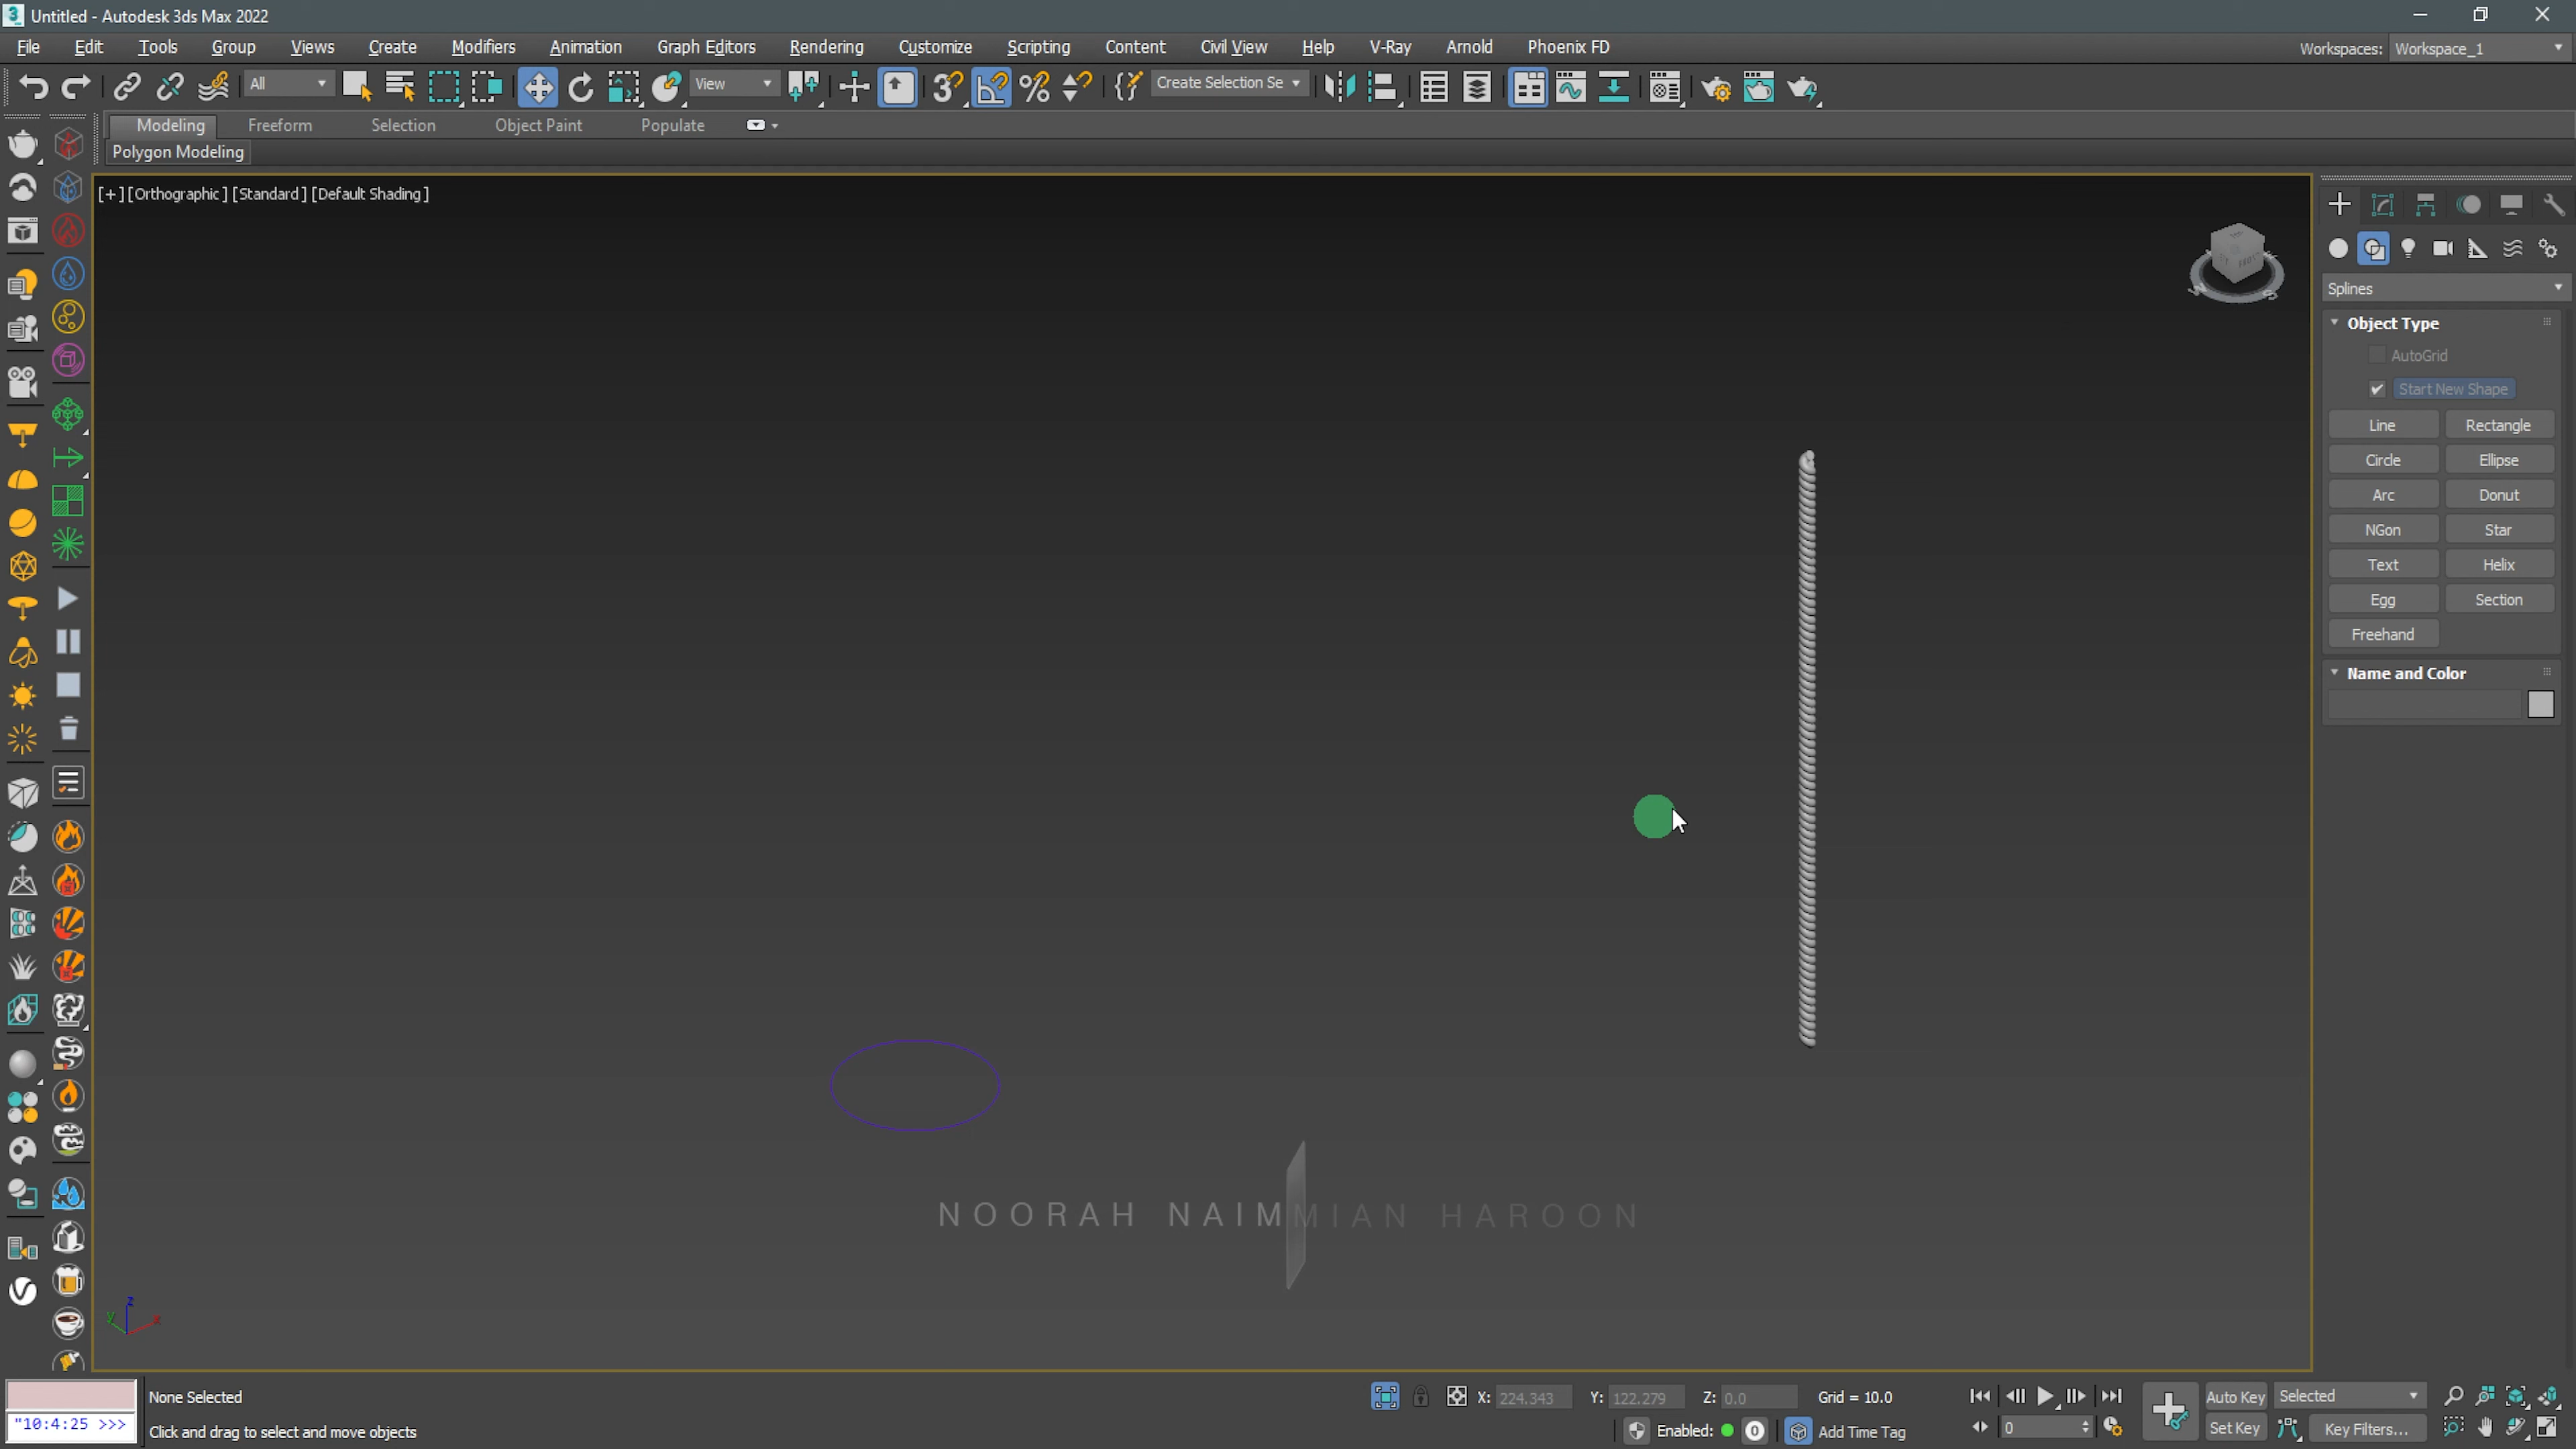 Untitled - Autodesk 3ds Max 2022
File Edit Tools Group Views Create Modifiers Animation Graph Editors Rendering Customize Scripting Content Civil View Help V-Ray Arnold Phoenix FD Workspaces: Workspace_1
All View Create Selection Se
Modeling Freeform Selection Object Paint Populate
Polygon Modeling
[+] [Orthographic] [Standard] [Default Shading]
Splines
Object Type
AutoGrid
Start New Shape
Line Rectangle
Circle Ellipse
Arc Donut
NGon Star
Text Helix
Egg Section
Freehand
Name and Color
NOORAH NAIMMIAN HAROON
z
y x
None Selected X: 224.343 Y: 122.279 Z: 0.0 Grid = 10.0 Auto Key Selected
"10:4:25 >>> Click and drag to select and move objects Enabled: 0 Add Time Tag 0 Set Key Key Filters...